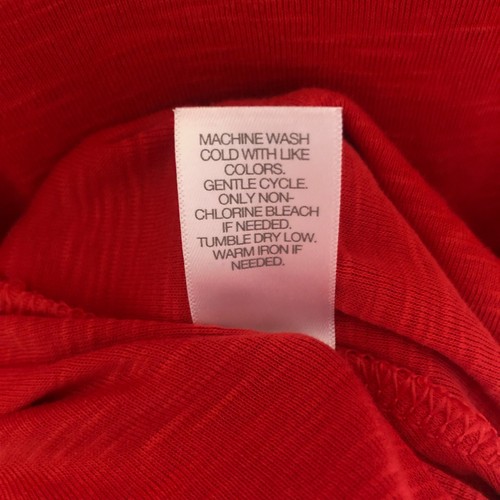 MACHINE WASH
COLD WITH LIKE
COLORS.
GENTLE CYCLE.
ONLY NON-
CHLORINE BLEACH
IF NEEDED.
TUMBLE DRY LOW.
WARM IRON IF
NEEDED.